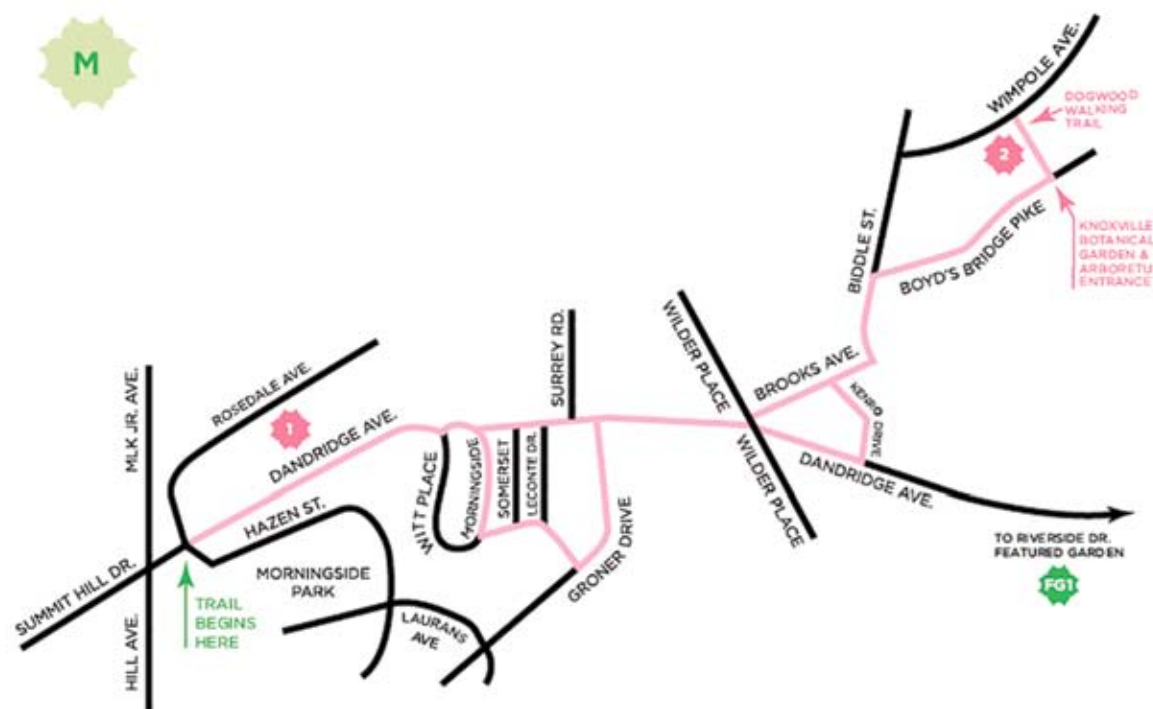 M
WIMPOLE AVE.
DOGWOOD
WALKING
TRAIL
2
KNOXVILLE
BOTANICAL
GARDEN &
ARBORETU
ENTRANCE
BIDDLE ST.
BOYD'S BRIDGE PIKE
WILDER PLACE
BROOKS AVE.
SURREY RD.
MLK JR. AVE.
ROSEDALE AVE.
1
DANDRIDGE AVE.
WITT PLACE
MORNINGSIDE
SOMERSET
LECONTE DR.
WILDER PLACE
DANDRIDGE AVE.
HAZEN ST.
GRONER DRIVE
TO RIVERSIDE DR.
FEATURED GARDEN
FG1
SUMMIT HILL DR.
MORNINGSIDE
PARK
TRAIL
BEGINS
HERE
LAURANS
AVE
HILL AVE.